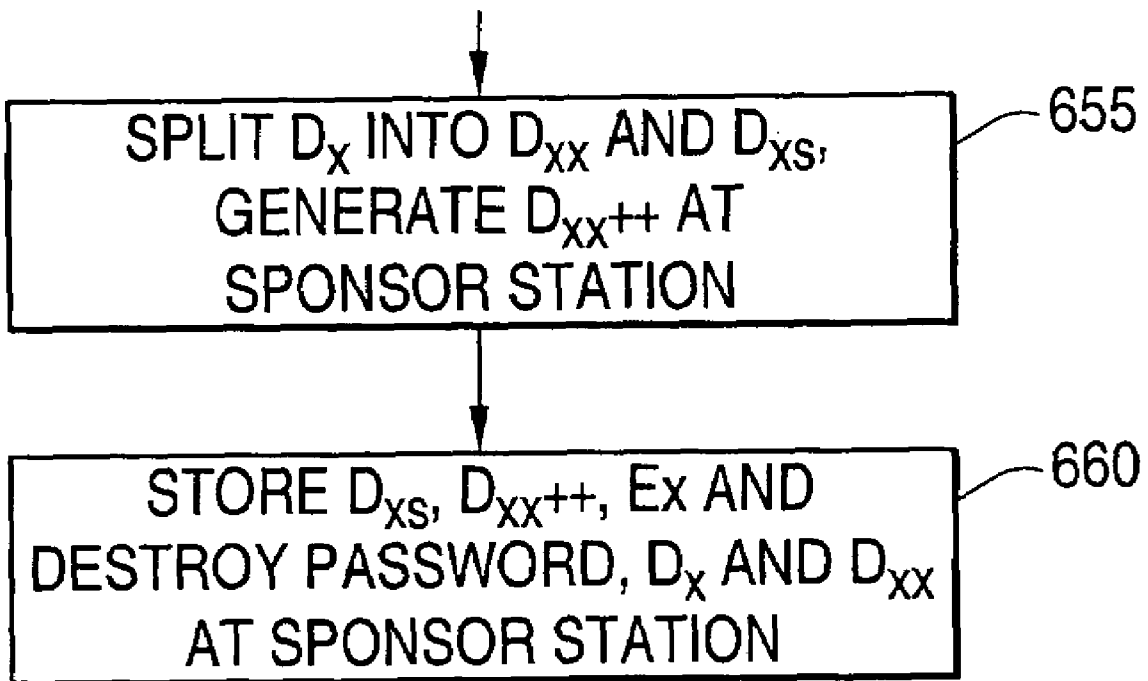 SPLIT Dx INTO Dxx AND Dxs,
GENERATE Dxx++ AT
SPONSOR STATION
655
STORE Dxs, Dxx++, Ex AND
DESTROY PASSWORD, Dx AND Dxx
AT SPONSOR STATION
660